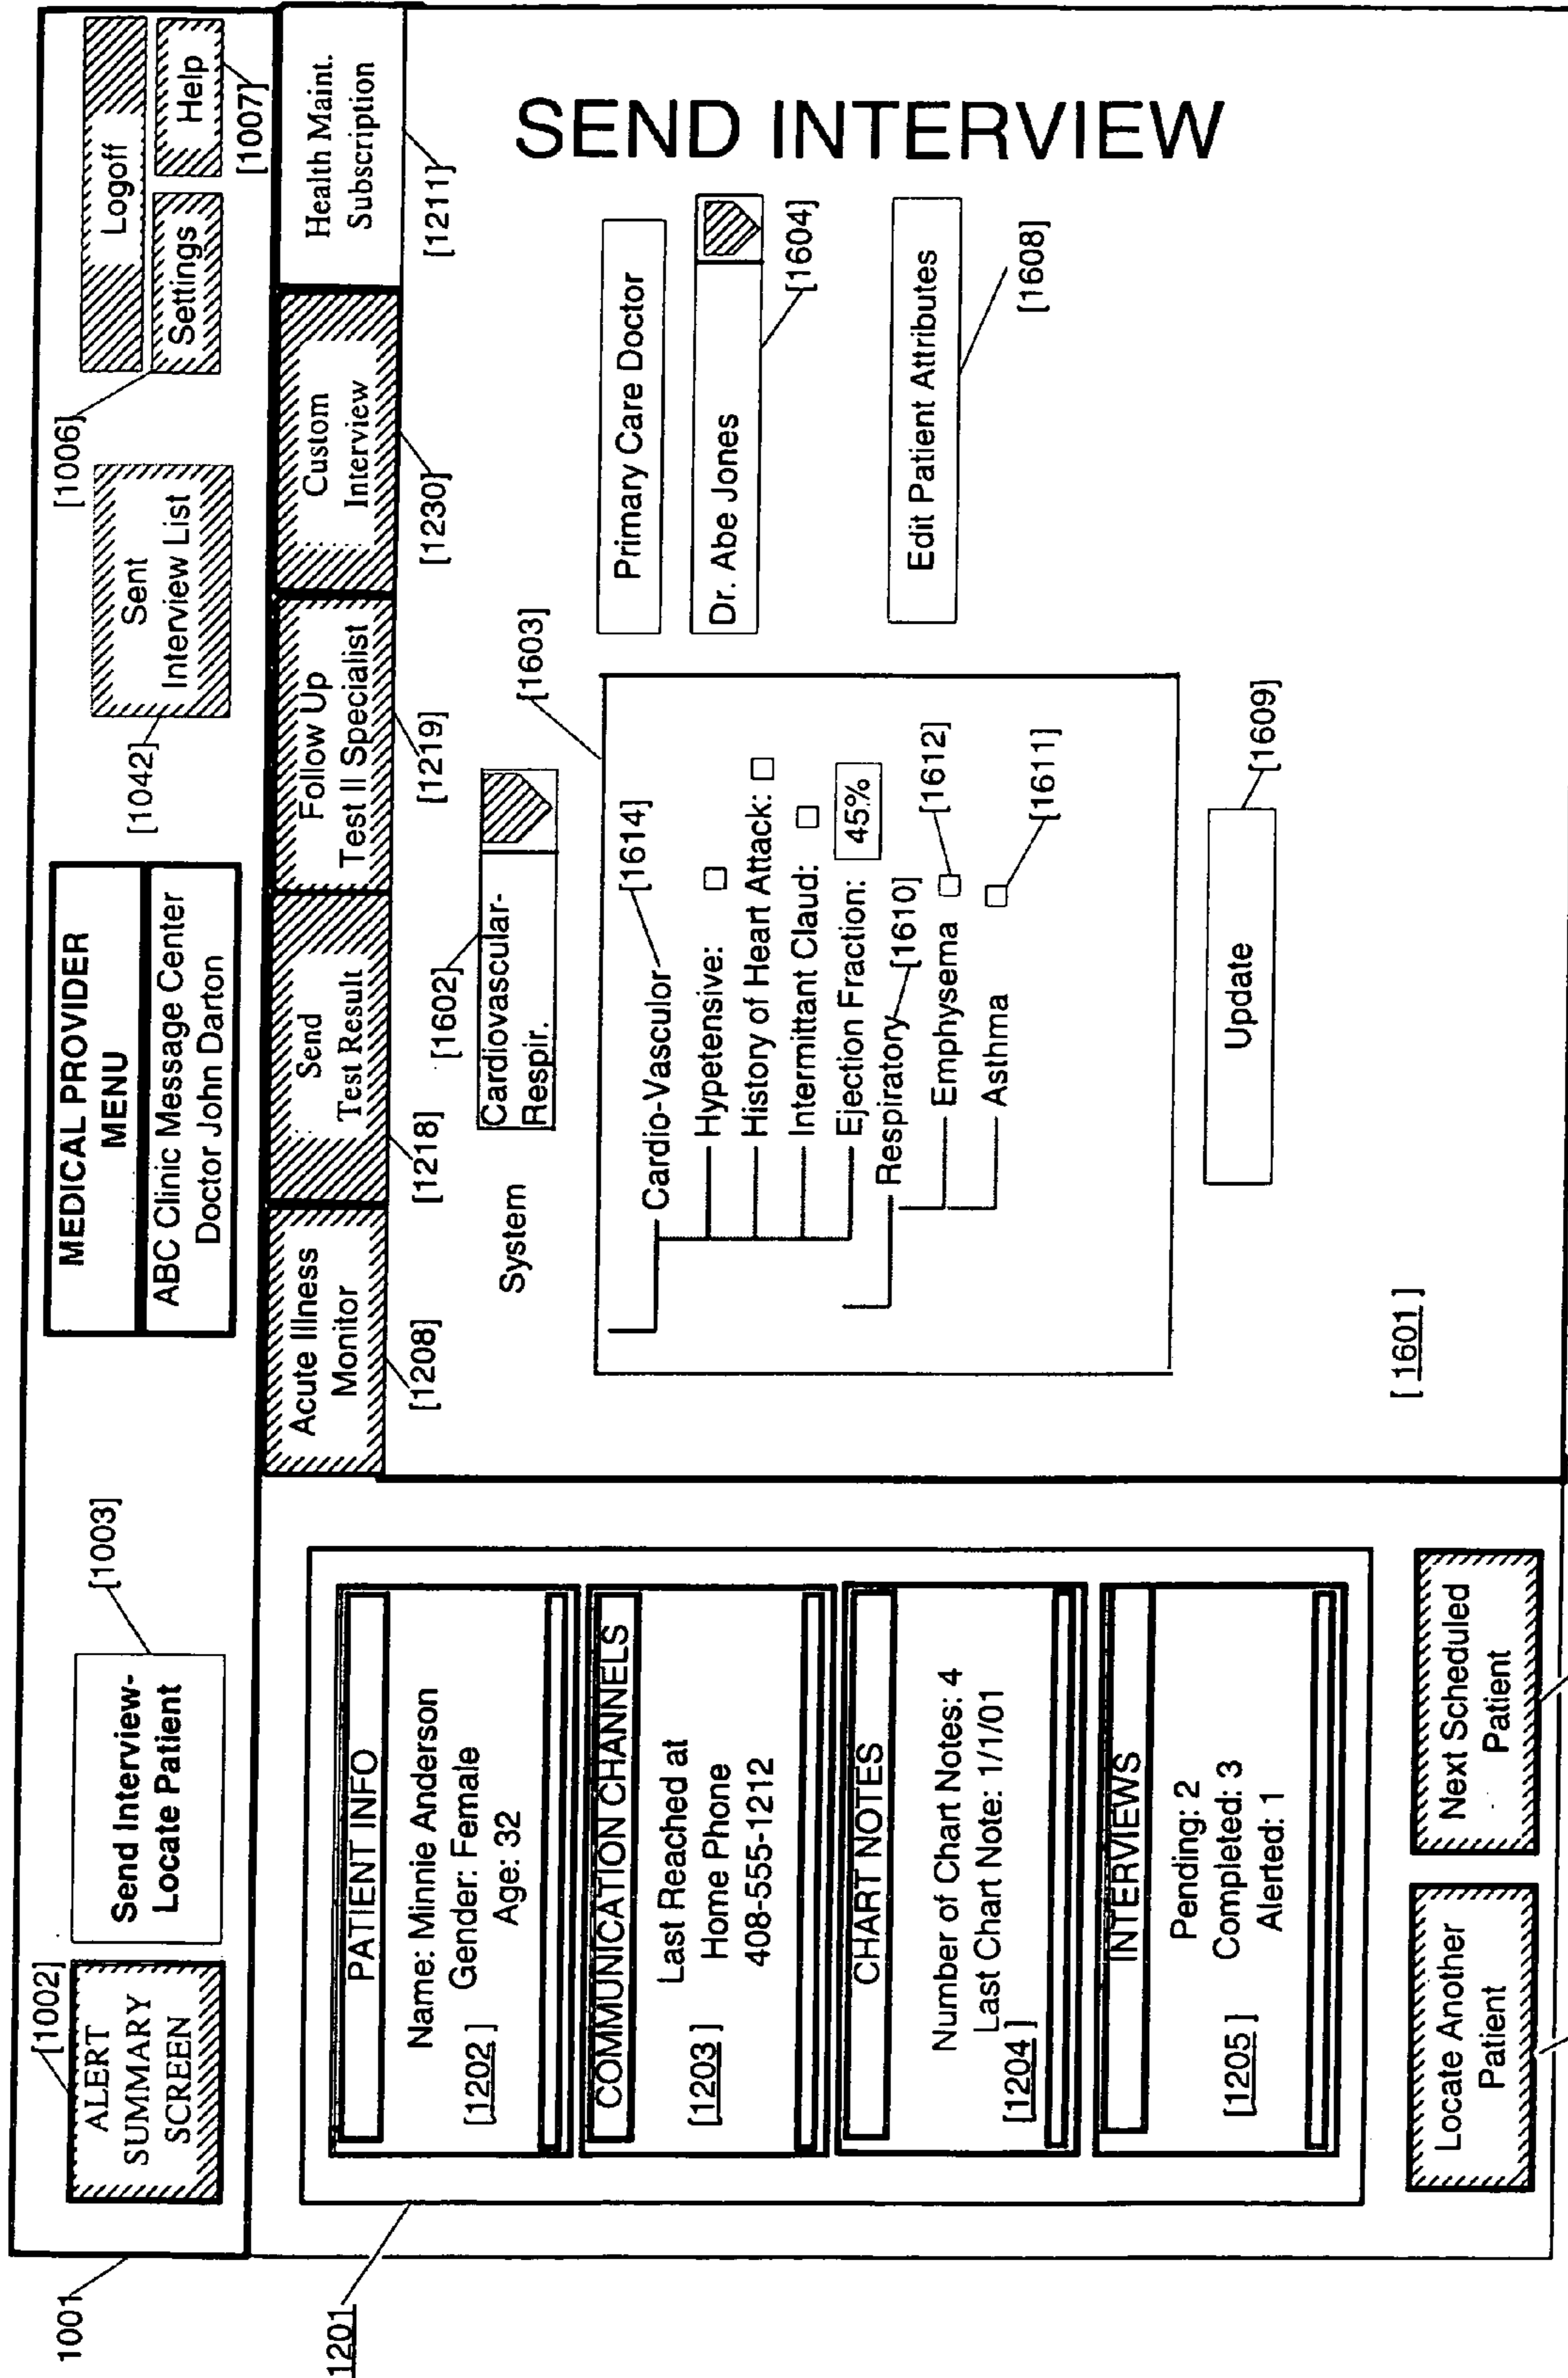 1001
[1002]
ALERT
SUMMARY
SCREEN
Send Interview-
Locate Patient
[1003]
MEDICAL PROVIDER
MENU
ABC Clinic Message Center
Doctor John Darton
[1042]
Sent
Interview List
[1006]
Logoff
Settings
Help
[1007]
1201
PATIENT INFO
Name: Minnie Anderson
Gender: Female
Age: 32
[1202 ]
COMMUNICATION CHANNELS
Last Reached at
Home Phone
408-555-1212
[1203 ]
CHART NOTES
Number of Chart Notes: 4
Last Chart Note: 1/1/01
[1204 ]
INTERVIEWS
Pending: 2
Completed: 3
Alerted: 1
[1205 ]
Locate Another
Patient
Next Scheduled
Patient
Acute Illness
Monitor
[1208]
Send
Test Result
[1218]
Follow Up
Test II Specialist
[1219]
Custom
Interview
[1230]
Health Maint.
Subscription
[1211]
SEND INTERVIEW
System
[1602]
Cardiovascular-
Respir.
[1603]
Cardio-Vasculor
[1614]
Hypetensive:
History of Heart Attack:
Intermittant Claud:
Ejection Fraction: 45%
Respiratory
[1610]
Emphysema
[1612]
Asthma
[1611]
Update
[1609]
Primary Care Doctor
Dr. Abe Jones
[1604]
Edit Patient Attributes
[1608]
[ 1601 ]